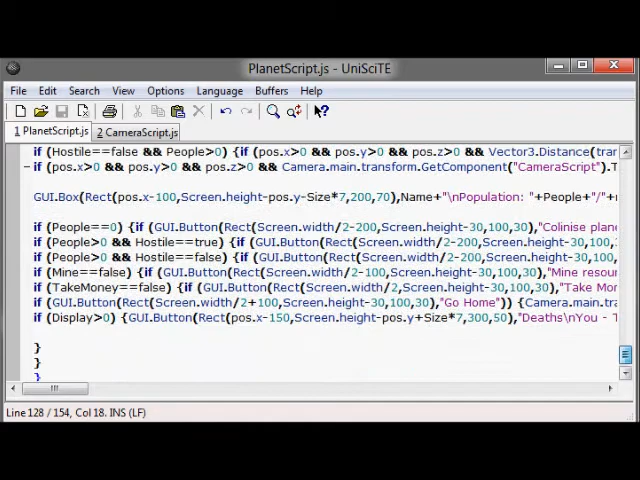 PlanetScript.js - UniSciTE
File Edit Search View Options Language Buffers Help
1 PlanetScript.js 2 CameraScript.js
if (Hostile==false && People>0) {if (pos.x>0 && pos.y>0 && pos.z>0 && Vector3.Distance(tran
if (pos.x>0 && pos.y>0 && pos.z>0 && Camera.main.transform.GetComponent("CameraScript").T
GUI.Box(Rect(pos.x-100,Screen.height-pos.y-Size*7,200,70),Name+"\nPopulation: "+People+"/"+
if (People==0) {if (GUI.Button(Rect(Screen.width/2-200,Screen.height-30,100,30),"Colinise plane
if (People>0 && Hostile==true) {if (GUI.Button(Rect(Screen.width/2-200,Screen.height-30,100,
if (People>0 && Hostile==false) {if (GUI.Button(Rect(Screen.width/2-200,Screen.height-30,100,
if (Mine==false) {if (GUI.Button(Rect(Screen.width/2-100,Screen.height-30,100,30),"Mine resour
if (TakeMoney==false) {if (GUI.Button(Rect(Screen.width/2,Screen.height-30,100,30),"Take Mon
if (GUI.Button(Rect(Screen.width/2+100,Screen.height-30,100,30),"Go Home")) {Camera.main.tra
if (Display>0) {GUI.Button(Rect(pos.x-150,Screen.height-pos.y+Size*7,300,50),"Deaths\nYou - 
}
}
}
Line 128 / 154, Col 18. INS (LF)